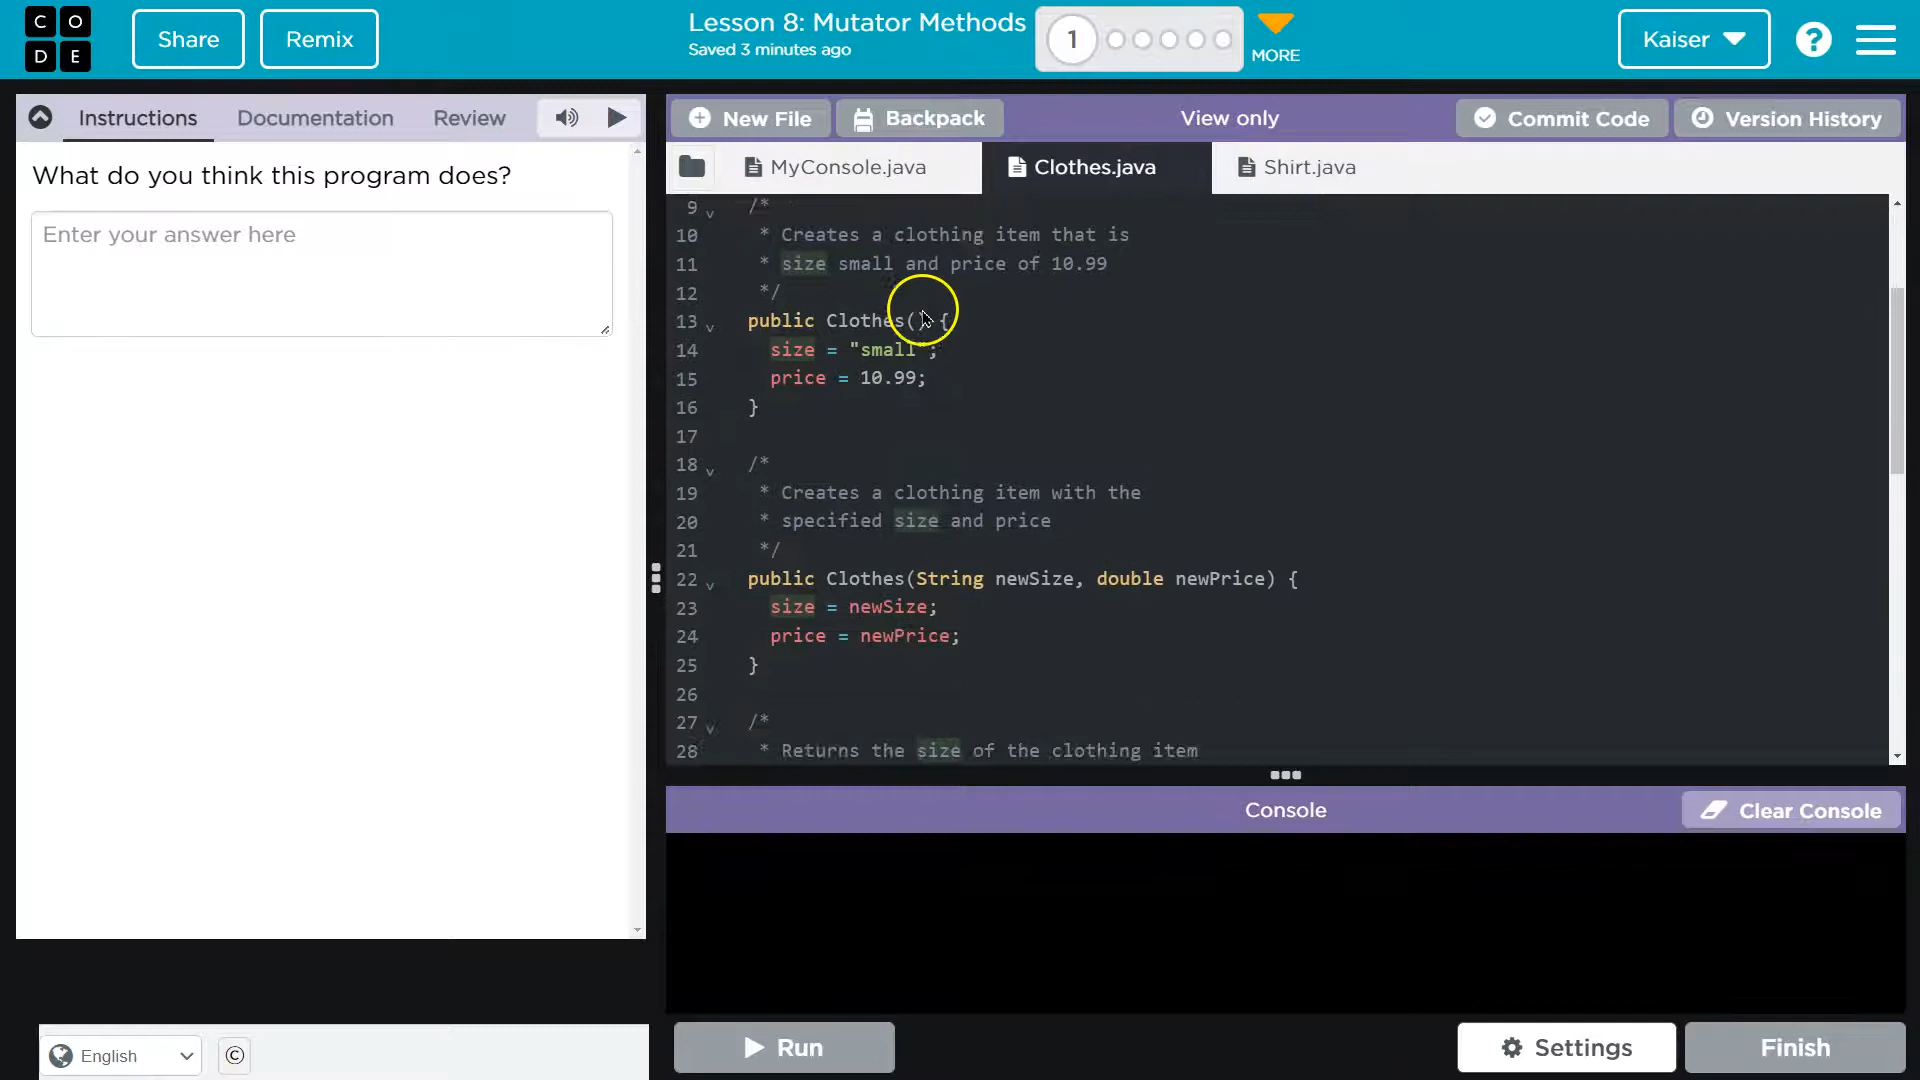 C O
D E
Share
Remix
Lesson 8: Mutator Methods
Saved 3 minutes ago
1
MORE
Kaiser
?
Instructions
Documentation
Review
What do you think this program does?
Enter your answer here
New File
Backpack
View only
Commit Code
Version History
MyConsole.java
Clothes.java
Shirt.java
9 /*
10 * Creates a clothing item that is
11 * size small and price of 10.99
12 */
13 public Clothes() {
14 size = "small";
15 price = 10.99;
16 }
17
18 /*
19 * Creates a clothing item with the
20 * specified size and price
21 */
22 public Clothes(String newSize, double newPrice) {
23 size = newSize;
24 price = newPrice;
25 }
26
27 /*
28 * Returns the size of the clothing item
Console
Clear Console
English
©
Run
Settings
Finish